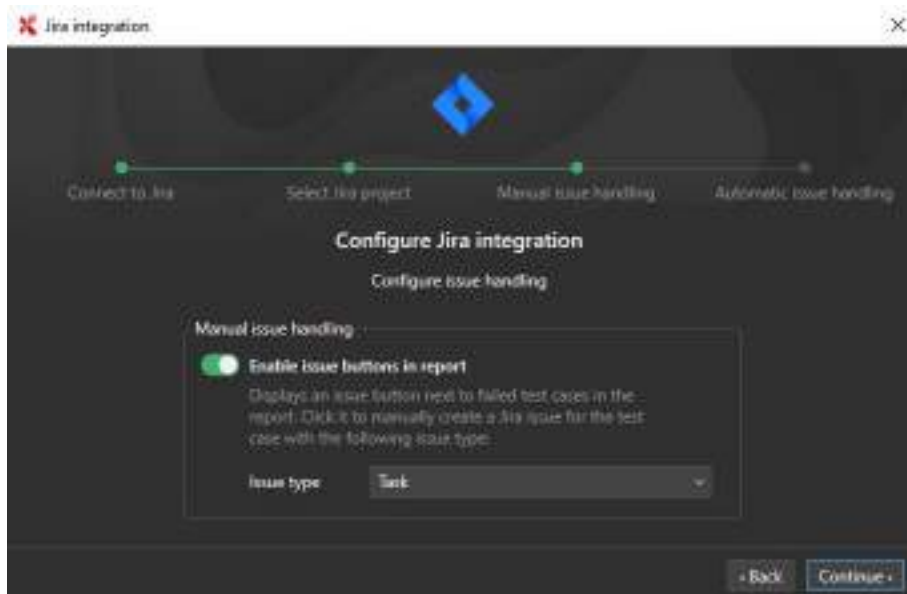 Jira integration
Connect to Jira
Select Jira project
Manual issue handling
Automatic issue handling
Configure Jira integration
Configure issue handling
Manual issue handling
Enable issue buttons in report
Displays an issue button next to failed test cases in the
report. Click it to manually create a Jira issue for the test
case with the following issue type:
Issue type
Task
‹ Back
Continue ›